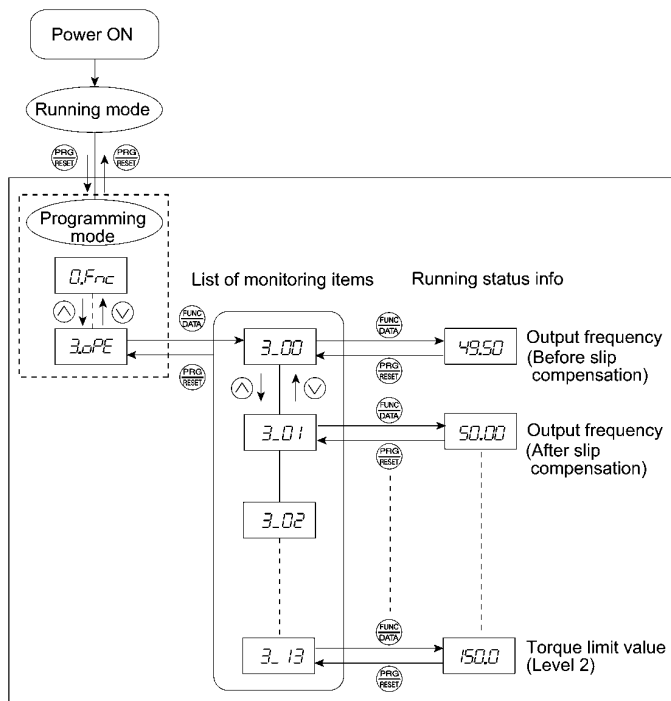 Power ON
Running mode
PRG
RESET
PRG
RESET
Programming
mode
0.Fnc
List of monitoring items
Running status info
FUNC
DATA
FUNC
DATA
3.oPE
3_00
49.50
Output frequency
(Before slip
compensation)
PRG
RESET
PRG
RESET
FUNC
DATA
3_01
50.00
Output frequency
(After slip
compensation)
PRG
RESET
3_02
FUNC
DATA
3_13
150.0
Torque limit value
(Level 2)
PRG
RESET